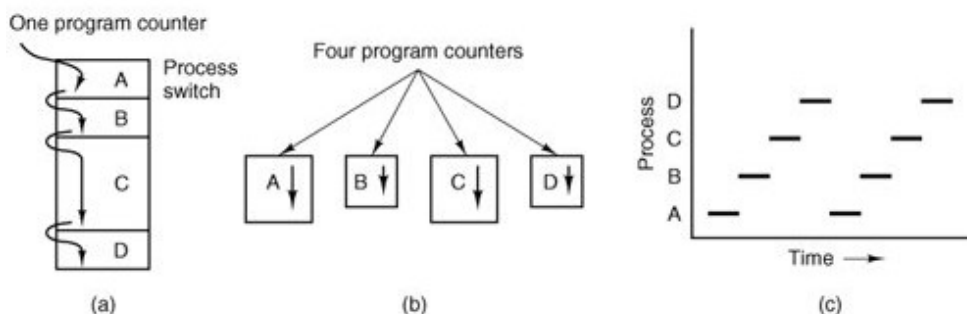 One program counter
Process
switch
A
B
C
D
(a)
Four program counters
A
B
C
D
(b)
Process
D
C
B
A
Time
(c)